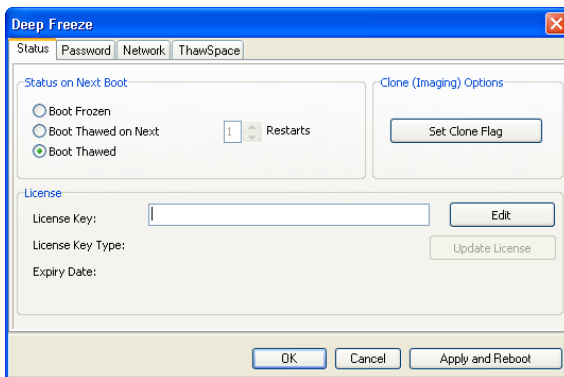 Deep Freeze
Status Password Network ThawSpace
Status on Next Boot
Boot Frozen
Boot Thawed on Next 1 Restarts
Boot Thawed
Clone (Imaging) Options
Set Clone Flag
License
License Key: Edit
License Key Type: Update License
Expiry Date:
OK Cancel Apply and Reboot